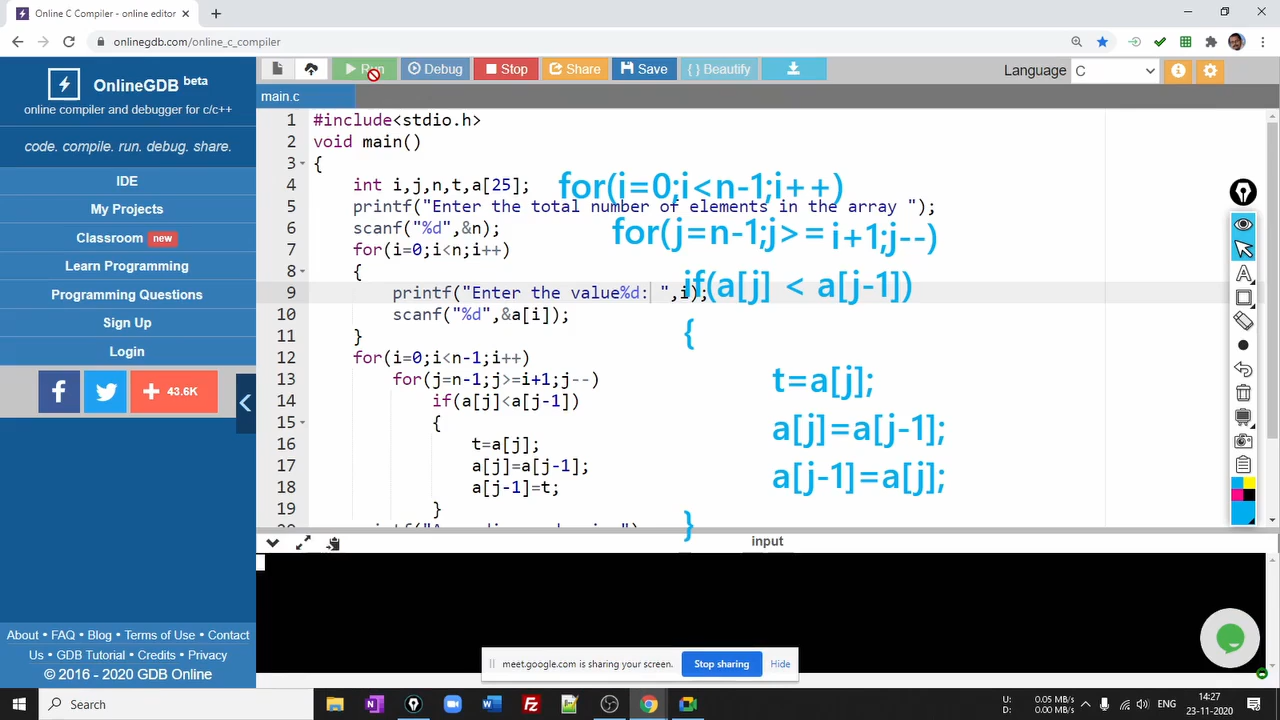 Online C Compiler - online editor
onlinegdb.com/online_c_compiler
OnlineGDB beta
online compiler and debugger for c/c++
code. compile. run. debug. share.
IDE
My Projects
Classroom new
Learn Programming
Programming Questions
Sign Up
Login
43.6K
About • FAQ • Blog • Terms of Use • Contact
Us • GDB Tutorial • Credits • Privacy
© 2016 - 2020 GDB Online
Run Debug Stop Share Save { } Beautify
Language C
main.c
1 #include<stdio.h>
2 void main()
3 {
4 int i,j,n,t,a[25];
5 printf("Enter the total number of elements in the array ");
6 scanf("%d",&n);
7 for(i=0;i<n;i++)
8 {
9 printf("Enter the value%d: ",i);
10 scanf("%d",&a[i]);
11 }
12 for(i=0;i<n-1;i++)
13 for(j=n-1;j>=i+1;j--)
14 if(a[j]<a[j-1])
15 {
16 t=a[j];
17 a[j]=a[j-1];
18 a[j-1]=t;
19 }
for(i=0;i<n-1;i++)
for(j=n-1;j>=i+1;j--)
if(a[j] < a[j-1])
{
t=a[j];
a[j]=a[j-1];
a[j-1]=a[j];
}
input
meet.google.com is sharing your screen. Stop sharing Hide
Search
U: 0.05 MB/s
D: 0.00 MB/s
ENG
14:27
23-11-2020